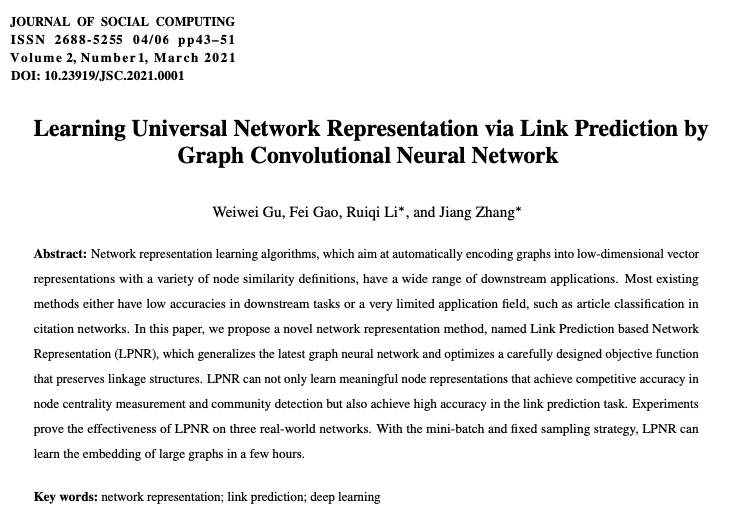 JOURNAL OF SOCIAL COMPUTING
ISSN 2688-5255 04/06 pp43–51
Volume 2, Number 1, March 2021
DOI: 10.23919/JSC.2021.0001
Learning Universal Network Representation via Link Prediction by
Graph Convolutional Neural Network
Weiwei Gu, Fei Gao, Ruiqi Li*, and Jiang Zhang*
Abstract: Network representation learning algorithms, which aim at automatically encoding graphs into low-dimensional vector
representations with a variety of node similarity definitions, have a wide range of downstream applications. Most existing
methods either have low accuracies in downstream tasks or a very limited application field, such as article classification in
citation networks. In this paper, we propose a novel network representation method, named Link Prediction based Network
Representation (LPNR), which generalizes the latest graph neural network and optimizes a carefully designed objective function
that preserves linkage structures. LPNR can not only learn meaningful node representations that achieve competitive accuracy in
node centrality measurement and community detection but also achieve high accuracy in the link prediction task. Experiments
prove the effectiveness of LPNR on three real-world networks. With the mini-batch and fixed sampling strategy, LPNR can
learn the embedding of large graphs in a few hours.
Key words: network representation; link prediction; deep learning